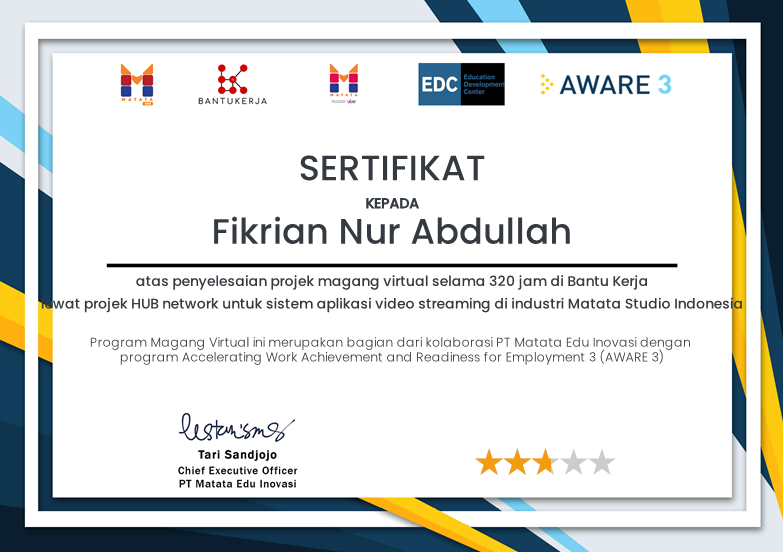 MATATA
BANTUKERJA
MATATA
EDC Education Development Center
AWARE 3
SERTIFIKAT
KEPADA
Fikrian Nur Abdullah
atas penyelesaian projek magang virtual selama 320 jam di Bantu Kerja
lewat projek HUB network untuk sistem aplikasi video streaming di industri Matata Studio Indonesia
Program Magang Virtual ini merupakan bagian dari kolaborasi PT Matata Edu Inovasi dengan
program Accelerating Work Achievement and Readiness for Employment 3 (AWARE 3)
Tari Sandjojo
Chief Executive Officer
PT Matata Edu Inovasi